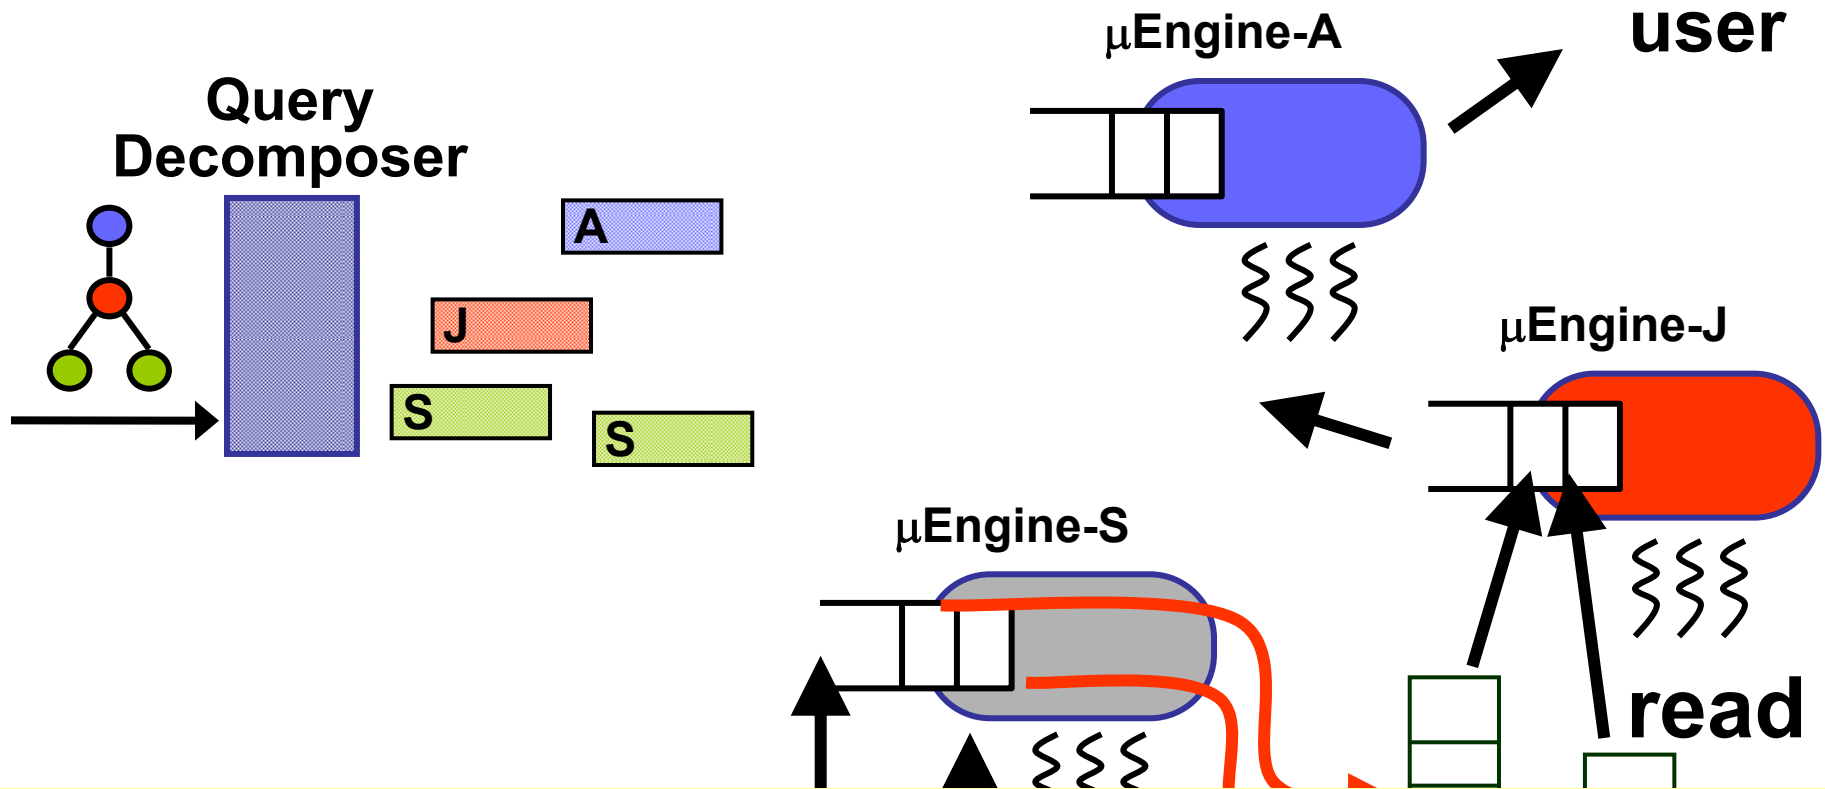 user
μEngine-A
Query
Decomposer
A
J
S
S
μEngine-J
μEngine-S
read